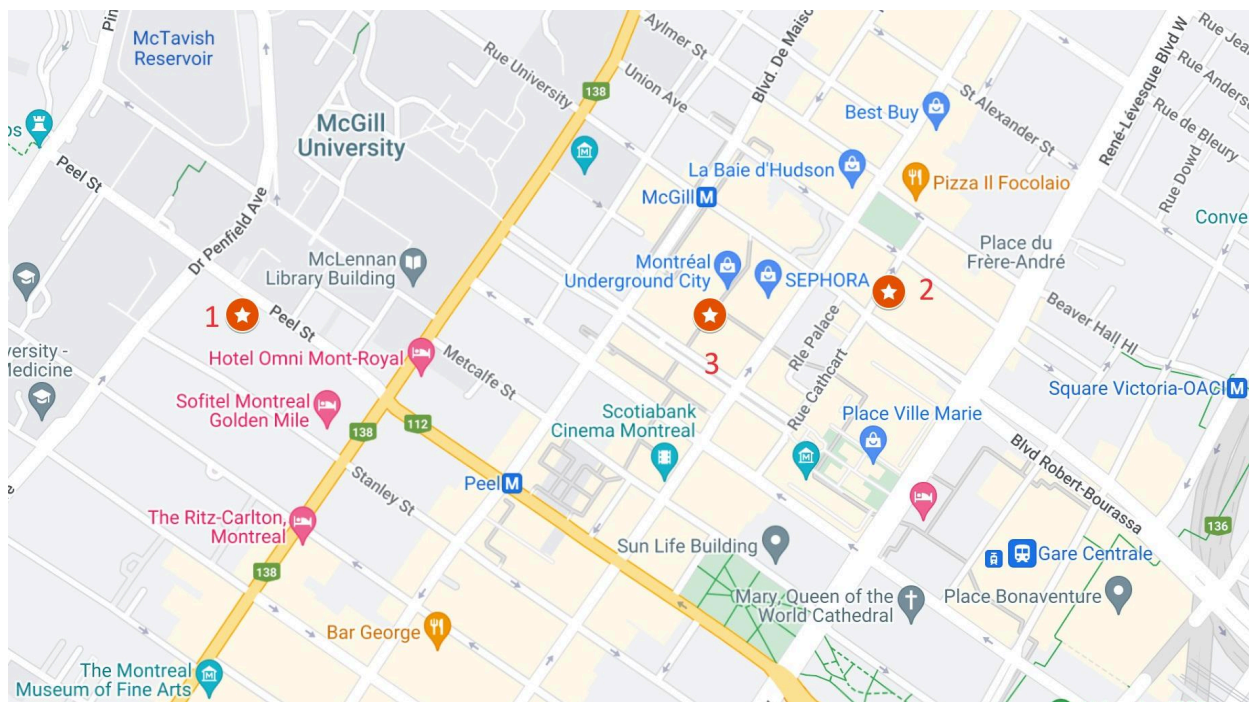 Pin
McTavish
Reservoir
Aylmer St
Blvd. De Maiso
René-Lévesque Blvd W
Rue Jea
Rue University
Union Ave
138
Rue Anders
McGill
University
Best Buy
St Alexander St
Rue de Bleury
os
Peel St
La Baie d'Hudson
Pizza Il Focolaio
Rue Dowd
McGill M
Dr Penfield Ave
Conve
McLennan
Library Building
Montréal
Underground City
SEPHORA
Place du
Frère-André
1
Peel St
2
Beaver Hall Hl
Rle Palace
versity -
Medicine
Hotel Omni Mont-Royal
Metcalfe St
3
Rue Cathcart
Square Victoria-OACI M
Sofitel Montreal
Golden Mile
Scotiabank
Cinema Montreal
Place Ville Marie
138
112
Blvd Robert-Bourassa
Stanley St
Peel M
The Ritz-Carlton,
Montreal
136
Sun Life Building
Gare Centrale
138
Mary, Queen of the
World Cathedral
Place Bonaventure
Bar George
The Montreal
Museum of Fine Arts